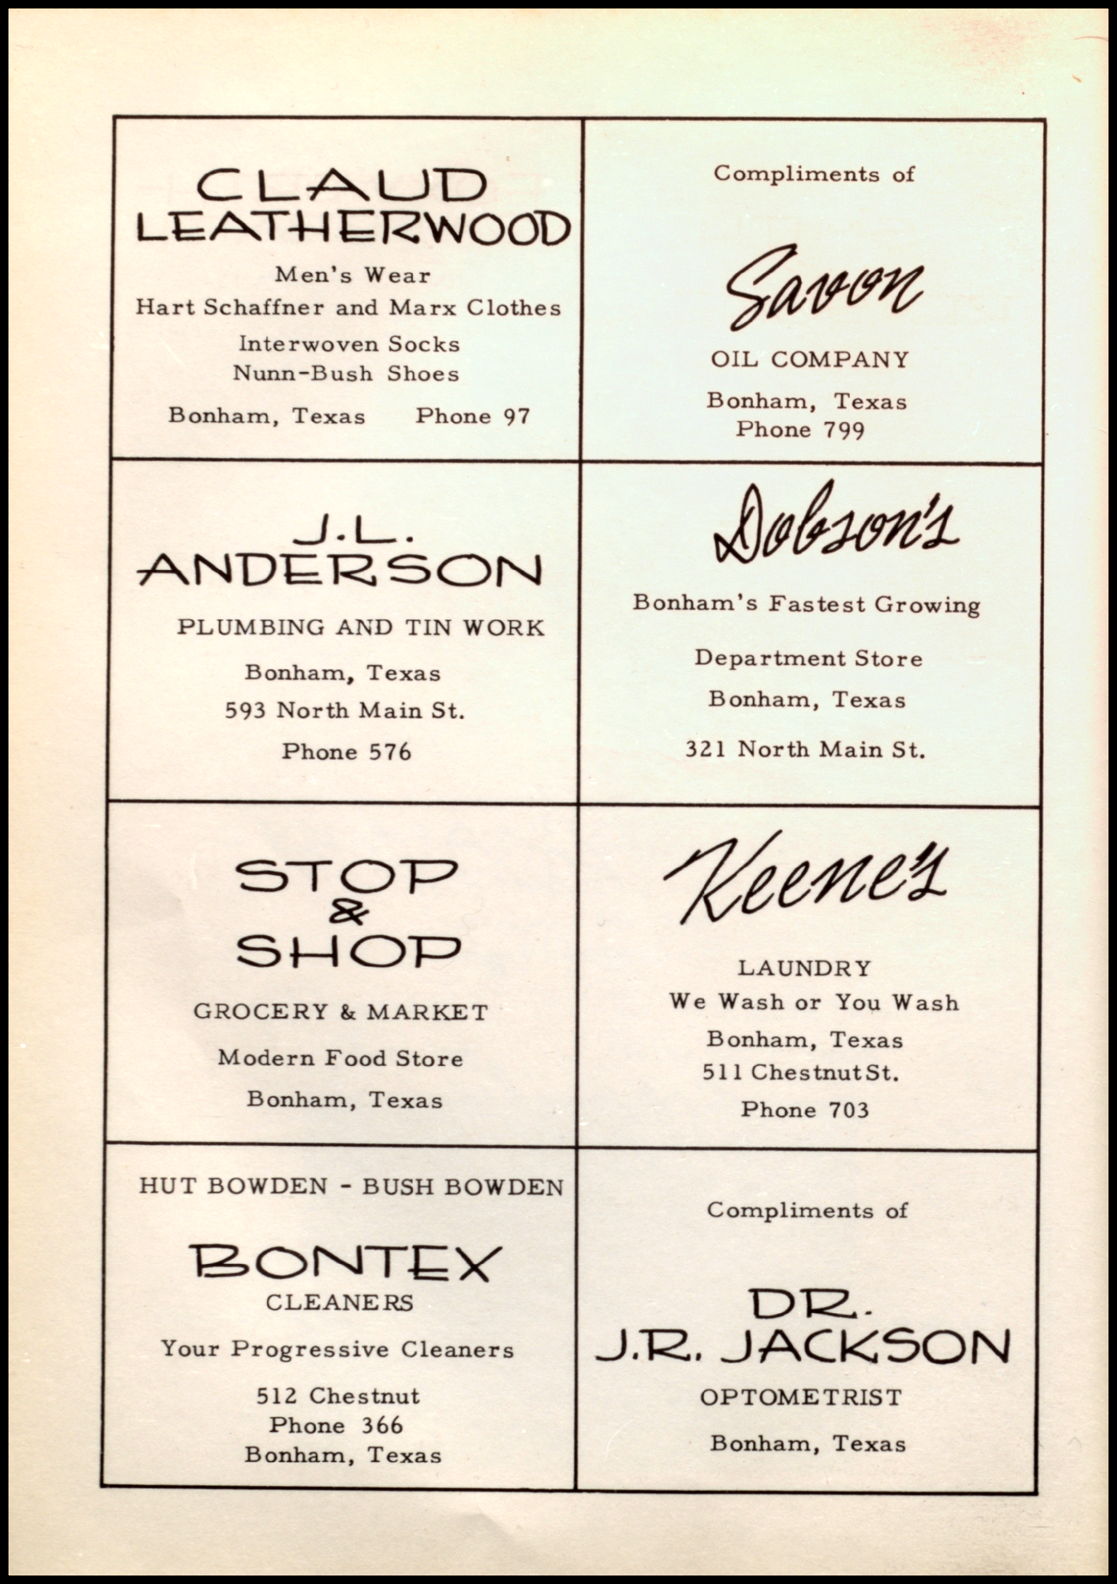 CLAUD
LEATHERWOOD
Men's Wear
Hart Schaffner and Marx Clothes
Interwoven Socks
Nunn-Bush Shoes
Bonham, Texas Phone 97
Compliments of
Savon
OIL COMPANY
Bonham, Texas
Phone 799
J.L.
ANDERSON
PLUMBING AND TIN WORK
Bonham, Texas
593 North Main St.
Phone 576
Dobson's
Bonham's Fastest Growing
Department Store
Bonham, Texas
321 North Main St.
STOP
&
SHOP
GROCERY & MARKET
Modern Food Store
Bonham, Texas
Keene's
LAUNDRY
We Wash or You Wash
Bonham, Texas
511 Chestnut St.
Phone 703
HUT BOWDEN - BUSH BOWDEN
BONTEX
CLEANERS
Your Progressive Cleaners
512 Chestnut
Phone 366
Bonham, Texas
Compliments of
DR.
J.R. JACKSON
OPTOMETRIST
Bonham, Texas